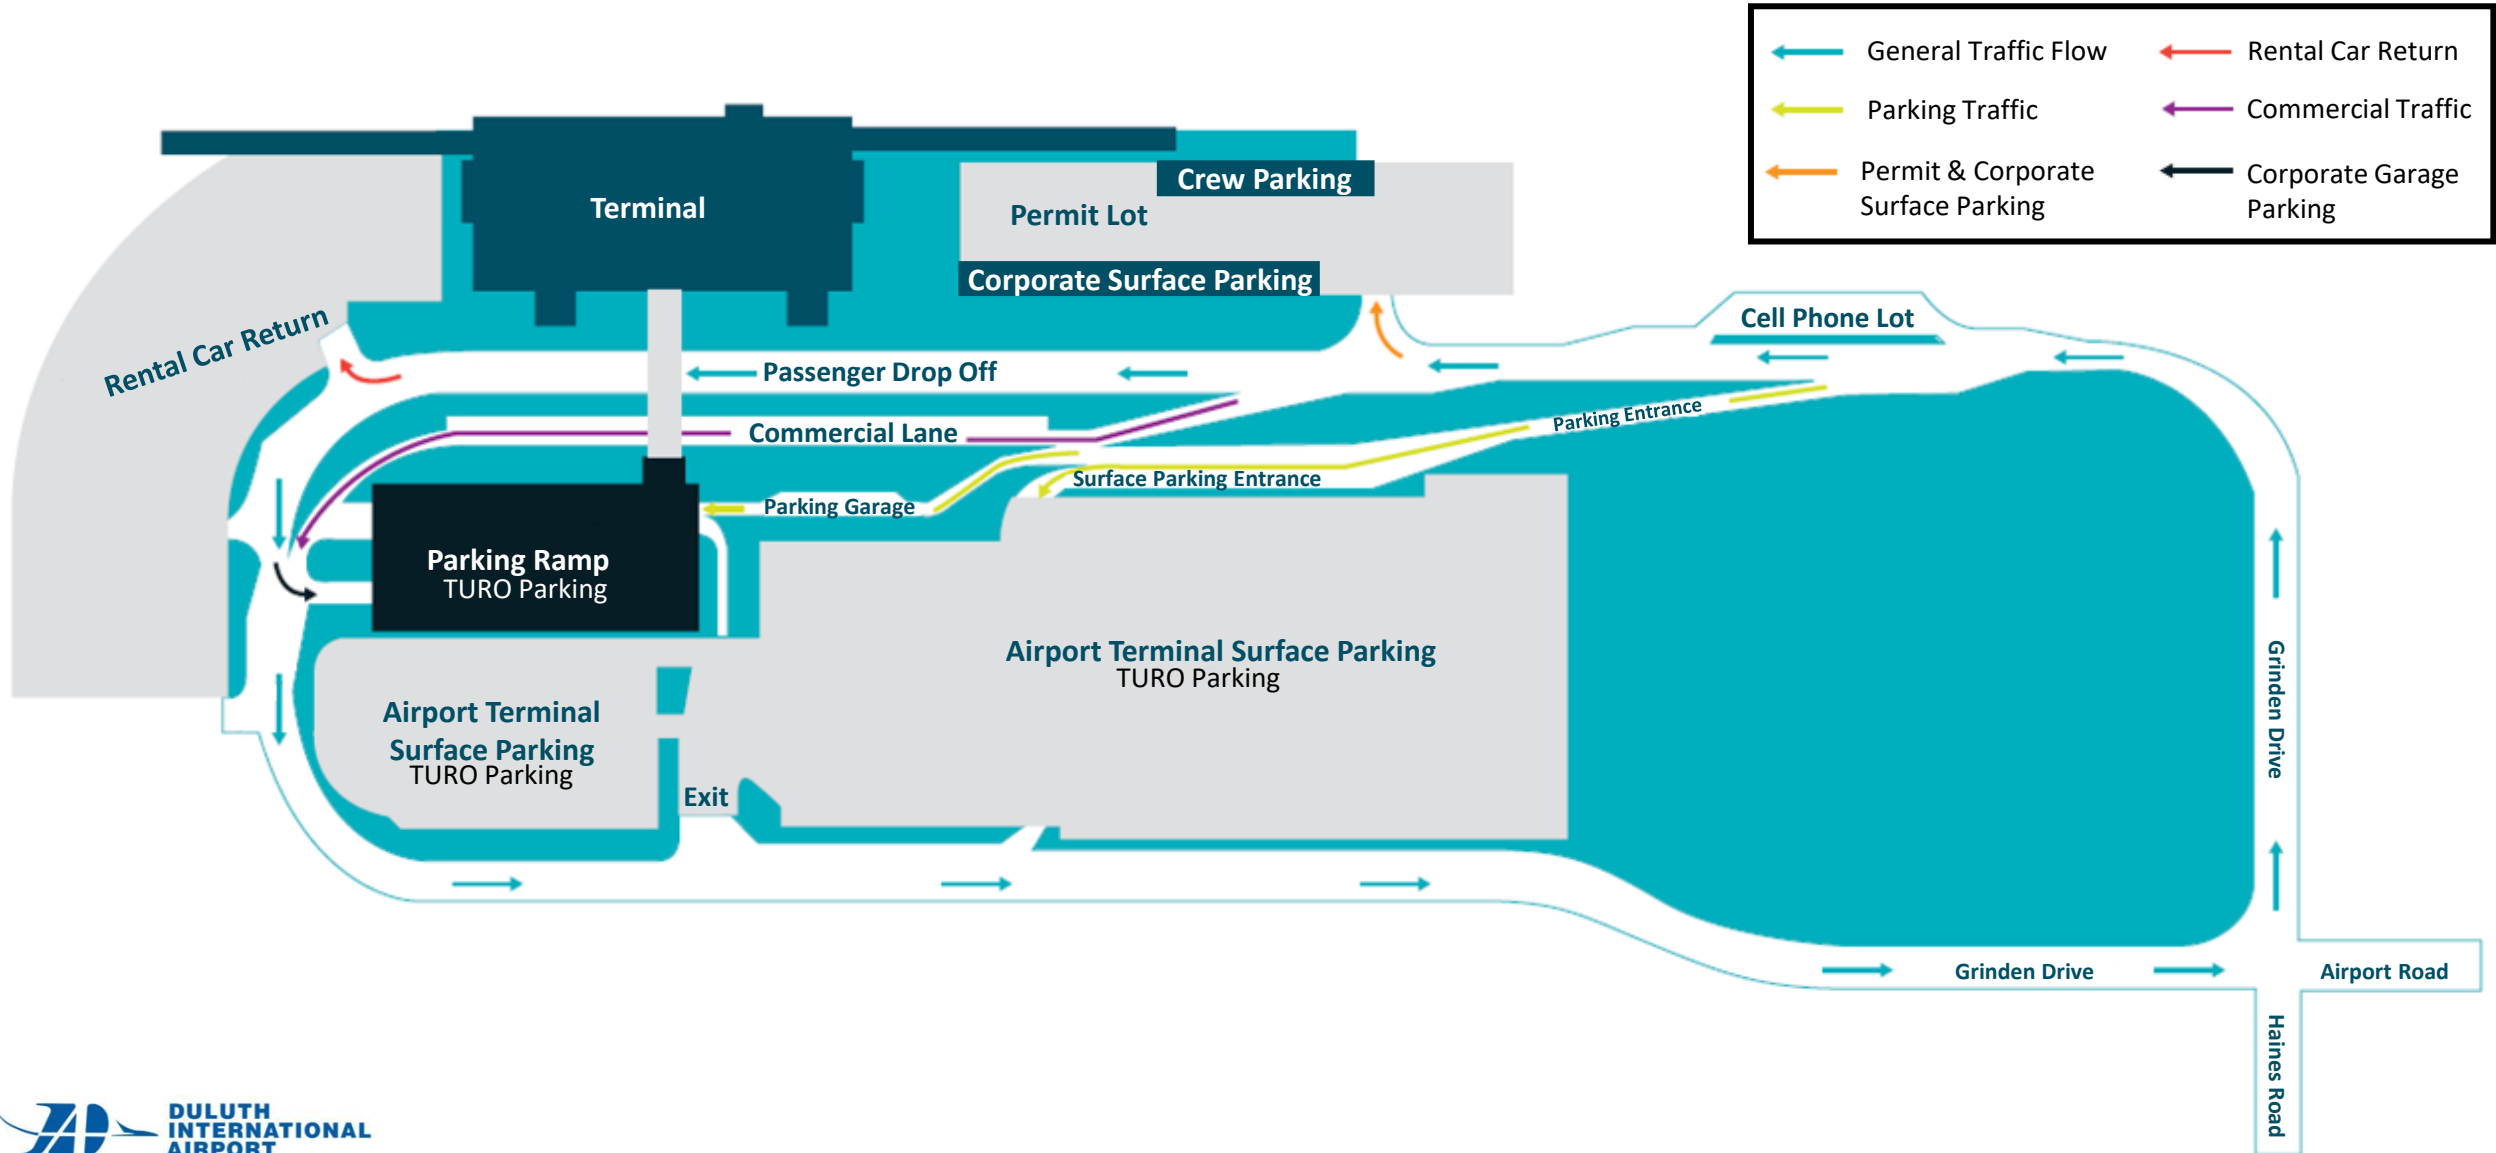 General Traffic Flow
Rental Car Return
Parking Traffic
Commercial Traffic
Permit & Corporate
Surface Parking
Corporate Garage
Parking
Crew Parking
Terminal
Permit Lot
Corporate Surface Parking
Cell Phone Lot
Rental Car Return
Passenger Drop Off
Parking Entrance
Commercial Lane
Surface Parking Entrance
Parking Garage
Parking Ramp
TURO Parking
Airport Terminal Surface Parking
TURO Parking
Airport Terminal
Surface Parking
TURO Parking
Exit
Grinden Drive
Grinden Drive
Airport Road
Haines Road
DULUTH
INTERNATIONAL
AIRPORT